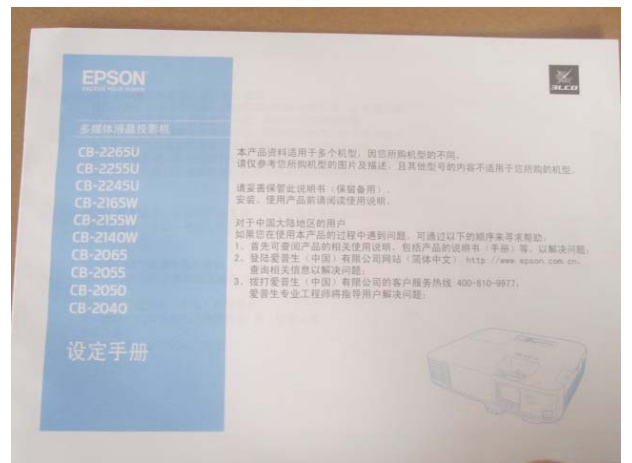 EPSON
EXCEED YOUR VISION
3LCD
多媒体液晶投影机
CB-2265U
CB-2255U
CB-2245U
CB-2165W
CB-2155W
CB-2140W
CB-2065
CB-2055
CB-2050
CB-2040
设定手册
本产品资料适用于多个机型，因您所购机型的不同，
请仅参考您所购机型的图片及描述，且其他型号的内容不适用于您所购的机型。
请妥善保管此说明书（保留备用）。
安装、使用产品前请阅读使用说明。
对于中国大陆地区的用户
如果您在使用本产品的过程中遇到问题，可通过以下的顺序来寻求帮助：
1、首先可查阅产品的相关使用说明，包括产品的说明书（手册）等，以解决问题；
2、登陆爱普生（中国）有限公司网站（简体中文）http://www.epson.com.cn，
查询相关信息以解决问题；
3、拨打爱普生（中国）有限公司的客户服务热线 400-810-9977，
爱普生专业工程师将指导用户解决问题；